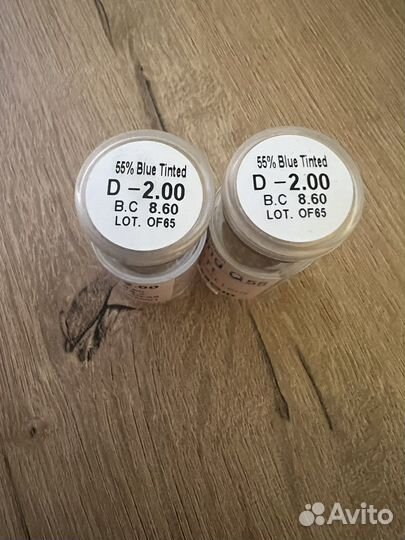 55% Blue Tinted
D -2.00
B.C 8.60
LOT. OF65
55% Blue Tinted
D -2.00
B.C 8.60
LOT. OF65
Avito